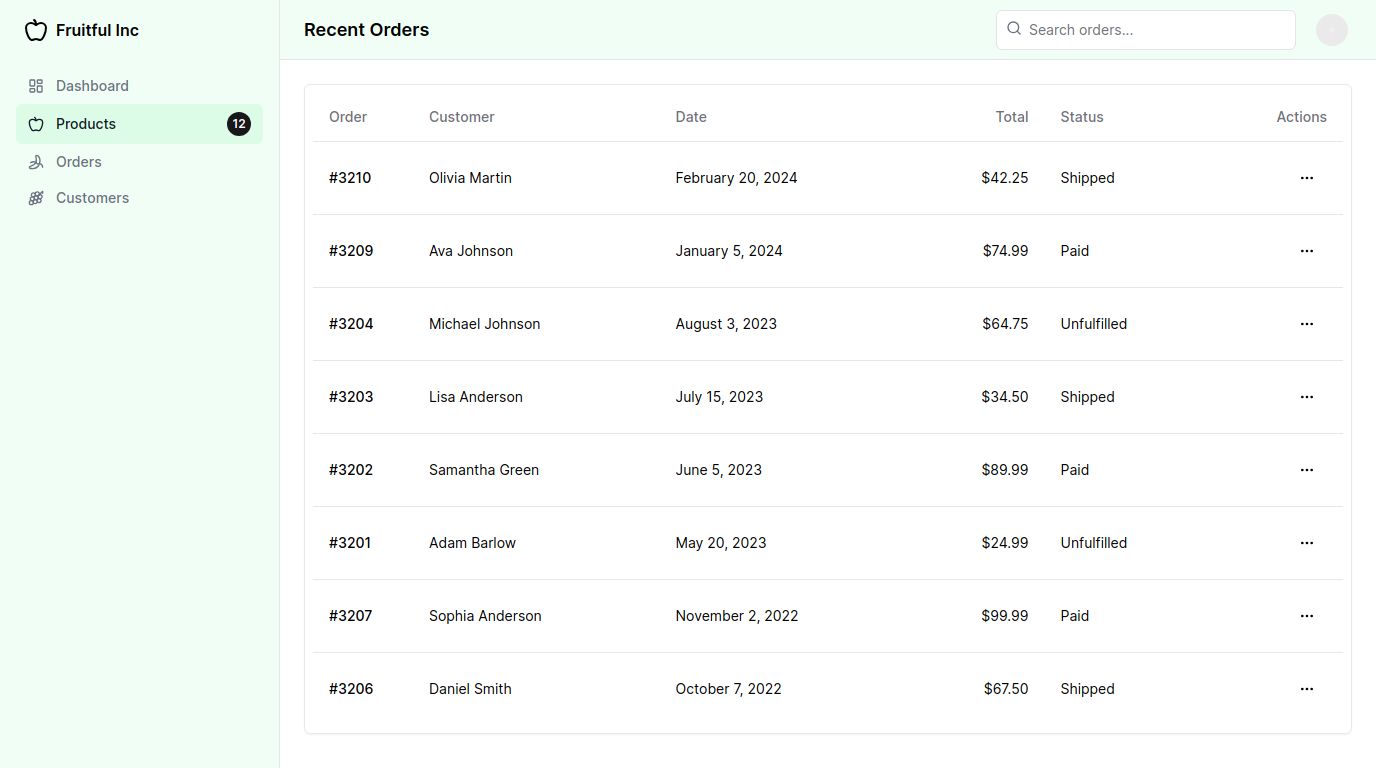 Fruitful Inc
Dashboard
Products 12
Orders
Customers
Recent Orders
Search orders...
Order Customer Date Total Status Actions
#3210 Olivia Martin February 20, 2024 $42.25 Shipped
#3209 Ava Johnson January 5, 2024 $74.99 Paid
#3204 Michael Johnson August 3, 2023 $64.75 Unfulfilled
#3203 Lisa Anderson July 15, 2023 $34.50 Shipped
#3202 Samantha Green June 5, 2023 $89.99 Paid
#3201 Adam Barlow May 20, 2023 $24.99 Unfulfilled
#3207 Sophia Anderson November 2, 2022 $99.99 Paid
#3206 Daniel Smith October 7, 2022 $67.50 Shipped